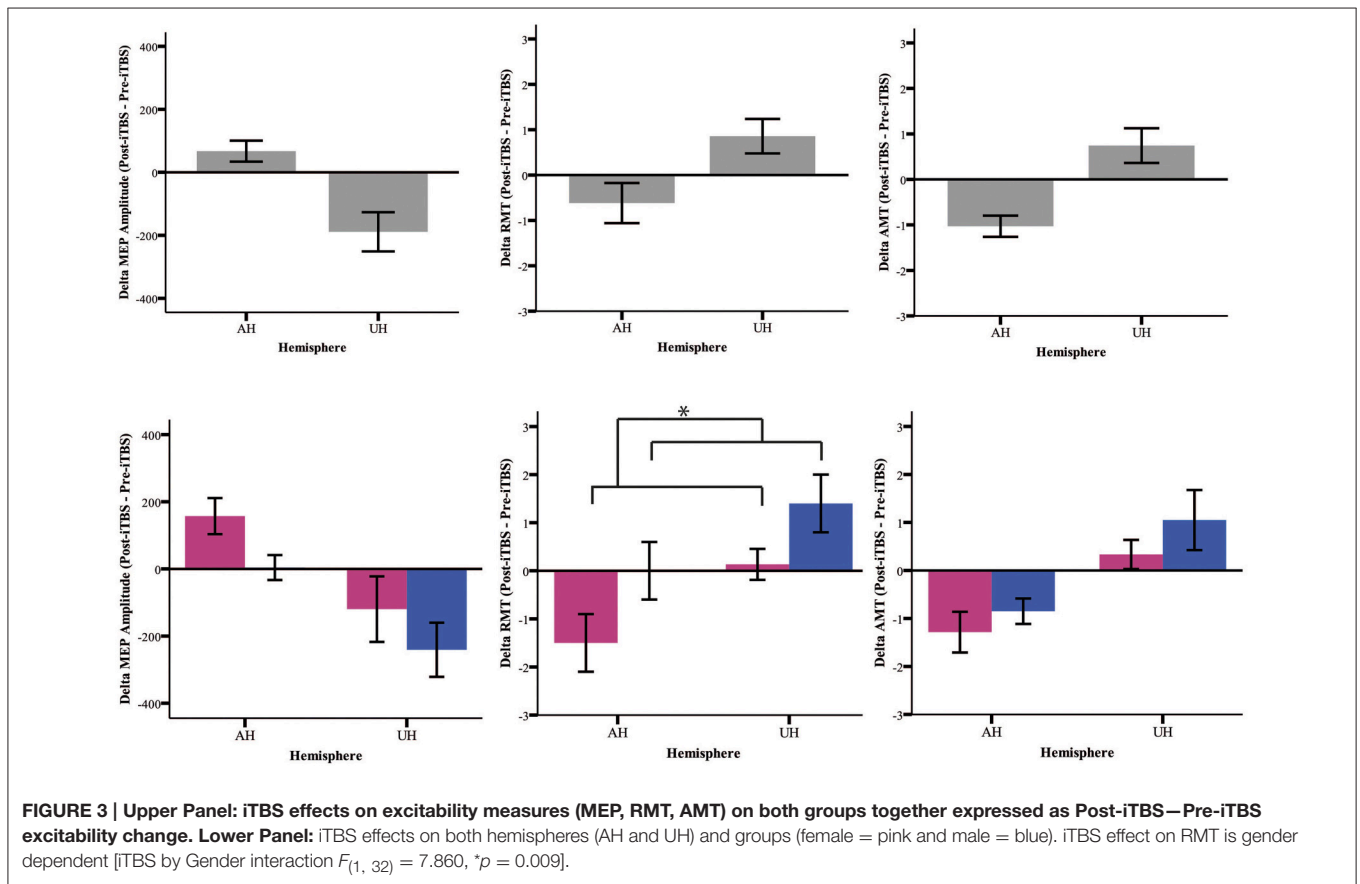 Delta MEP Amplitude (Post-iTBS - Pre-iTBS)
400
200
0
-200
-400
AH
UH
Hemisphere
Delta RMT (Post-iTBS - Pre-iTBS)
3
2
1
0
-1
-2
-3
AH
UH
Hemisphere
Delta AMT (Post-iTBS - Pre-iTBS)
3
2
1
0
-1
-2
-3
AH
UH
Hemisphere
Delta MEP Amplitude (Post-iTBS - Pre-iTBS)
400
200
0
-200
-400
AH
UH
Hemisphere
Delta RMT (Post-iTBS - Pre-iTBS)
3
2
1
0
-1
-2
-3
*
AH
UH
Hemisphere
Delta AMT (Post-iTBS - Pre-iTBS)
3
2
1
0
-1
-2
-3
AH
UH
Hemisphere
FIGURE 3 | Upper Panel: iTBS effects on excitability measures (MEP, RMT, AMT) on both groups together expressed as Post-iTBS—Pre-iTBS
excitability change. Lower Panel: iTBS effects on both hemispheres (AH and UH) and groups (female = pink and male = blue). iTBS effect on RMT is gender
dependent [iTBS by Gender interaction F(1, 32) = 7.860, *p = 0.009].